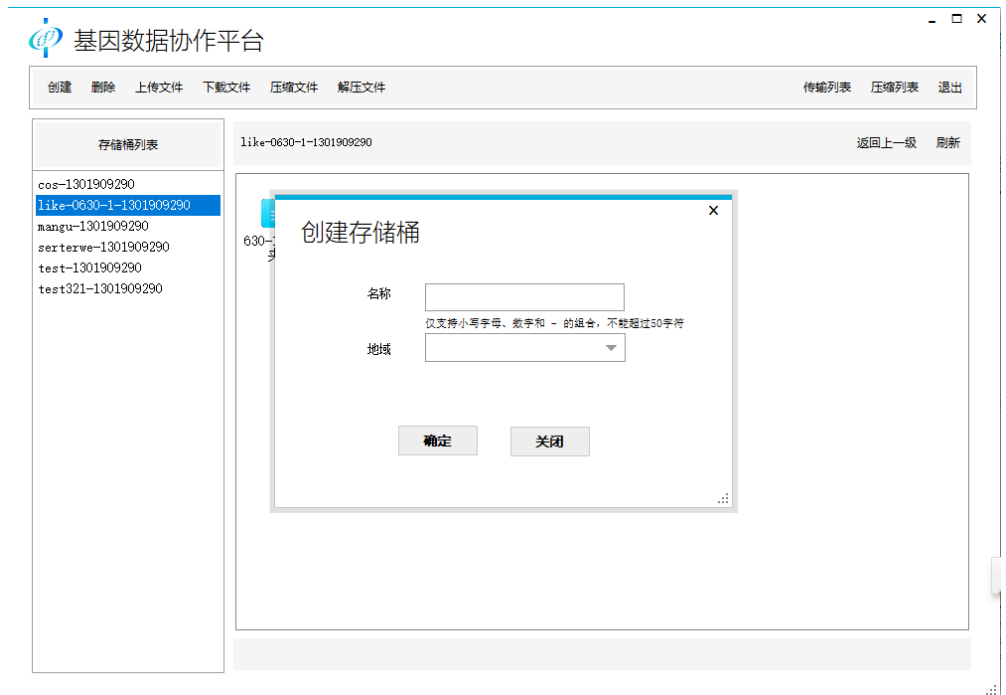 基因数据协作平台
创建 删除 上传文件 下载文件 压缩文件 解压文件 传输列表 压缩列表 退出
存储桶列表
like-0630-1-1301909290 返回上一级 刷新
cos-1301909290
like-0630-1-1301909290
mangu-1301909290
serterwe-1301909290
test-1301909290
test321-1301909290
630-
创建存储桶
名称
仅支持小写字母、数字和 - 的组合，不能超过50字符
地域
确定 关闭